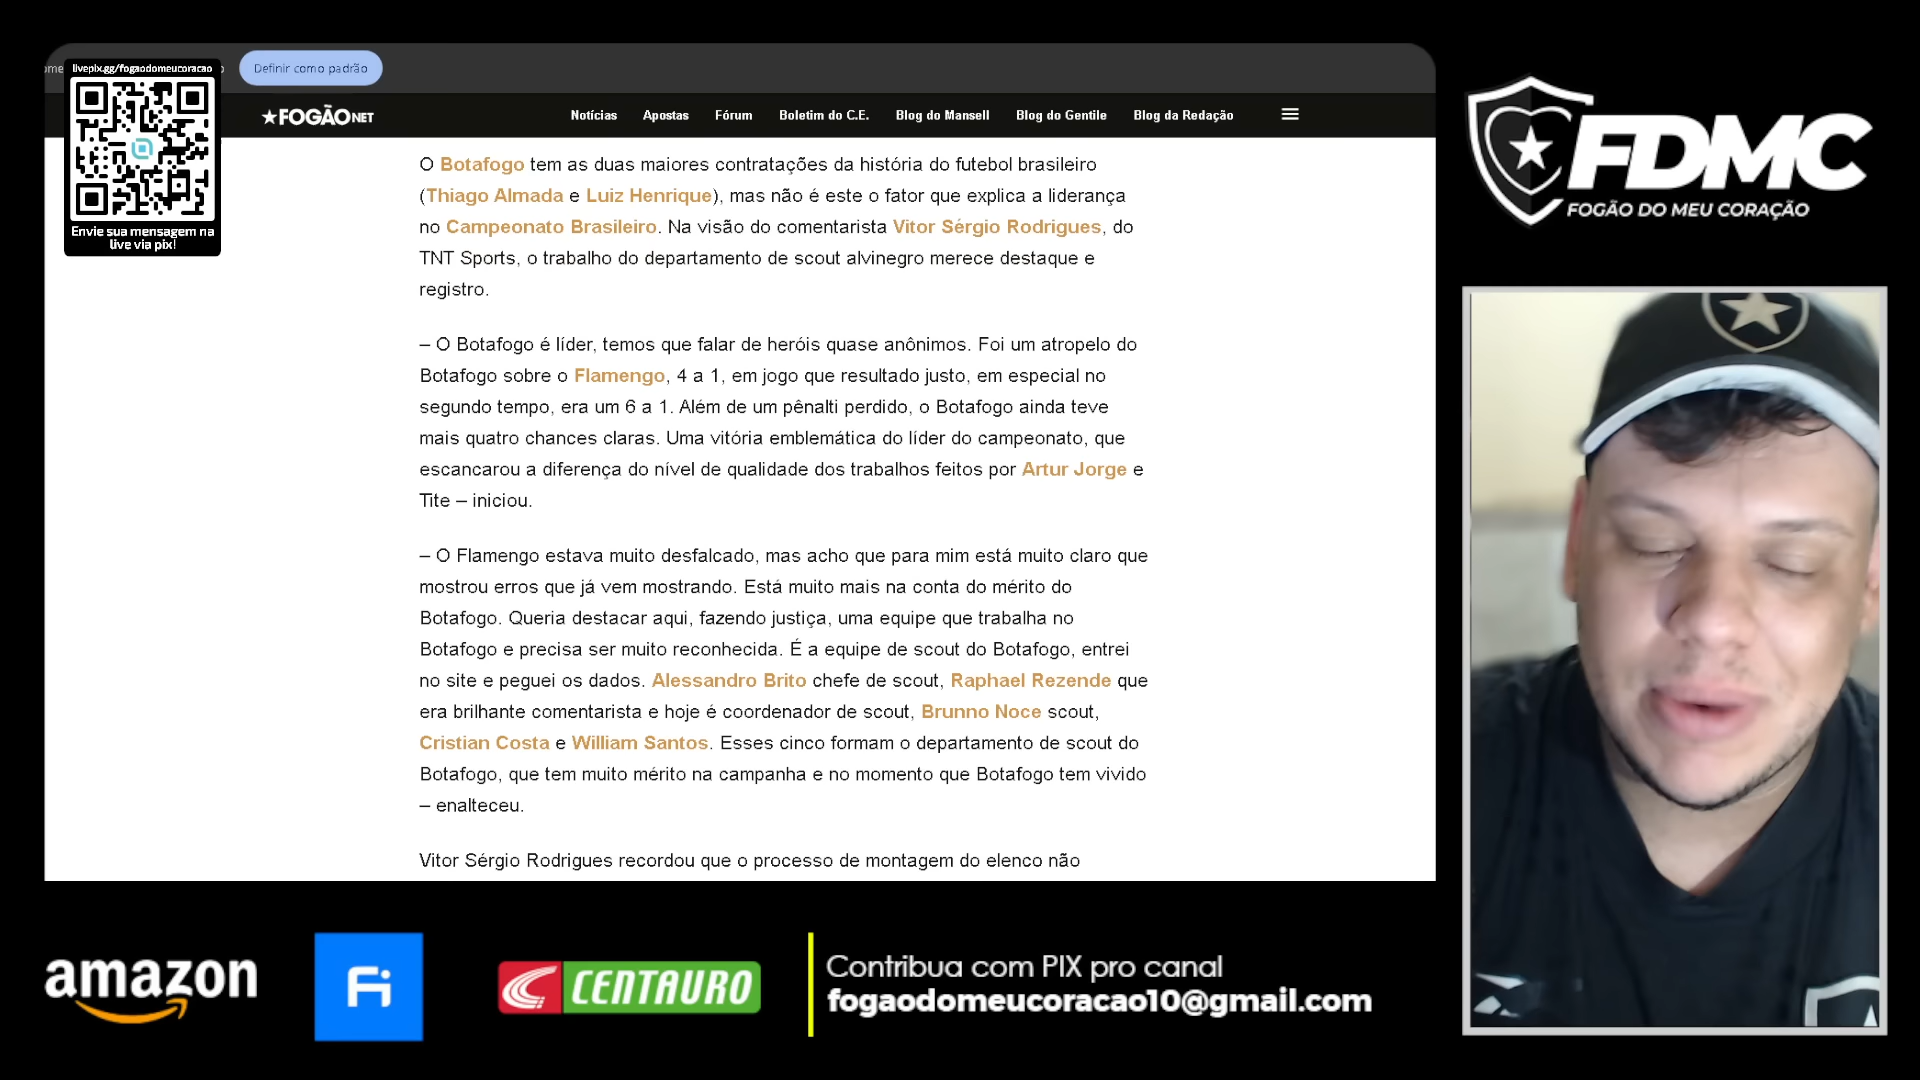 Definir como padrão
livepix.gg/fogaodomeucoracao
Envie sua mensagem na
live via pix!
FOGÃONET
Notícias Apostas Fórum Boletim do C.E. Blog do Mansell Blog do Gentile Blog da Redação
O Botafogo tem as duas maiores contratações da história do futebol brasileiro
(Thiago Almada e Luiz Henrique), mas não é este o fator que explica a liderança
no Campeonato Brasileiro. Na visão do comentarista Vitor Sérgio Rodrigues, do
TNT Sports, o trabalho do departamento de scout alvinegro merece destaque e
registro.
– O Botafogo é líder, temos que falar de heróis quase anônimos. Foi um atropelo do
Botafogo sobre o Flamengo, 4 a 1, em jogo que resultado justo, em especial no
segundo tempo, era um 6 a 1. Além de um pênalti perdido, o Botafogo ainda teve
mais quatro chances claras. Uma vitória emblemática do líder do campeonato, que
escancarou a diferença do nível de qualidade dos trabalhos feitos por Artur Jorge e
Tite – iniciou.
– O Flamengo estava muito desfalcado, mas acho que para mim está muito claro que
mostrou erros que já vem mostrando. Está muito mais na conta do mérito do
Botafogo. Queria destacar aqui, fazendo justiça, uma equipe que trabalha no
Botafogo e precisa ser muito reconhecida. É a equipe de scout do Botafogo, entrei
no site e peguei os dados. Alessandro Brito chefe de scout, Raphael Rezende que
era brilhante comentarista e hoje é coordenador de scout, Brunno Noce scout,
Cristian Costa e William Santos. Esses cinco formam o departamento de scout do
Botafogo, que tem muito mérito na campanha e no momento que Botafogo tem vivido
– enalteceu.
Vitor Sérgio Rodrigues recordou que o processo de montagem do elenco não
FDMC
FOGÃO DO MEU CORAÇÃO
amazon
Fi
CENTAURO
Contribua com PIX pro canal
fogaodomeucoracao10@gmail.com